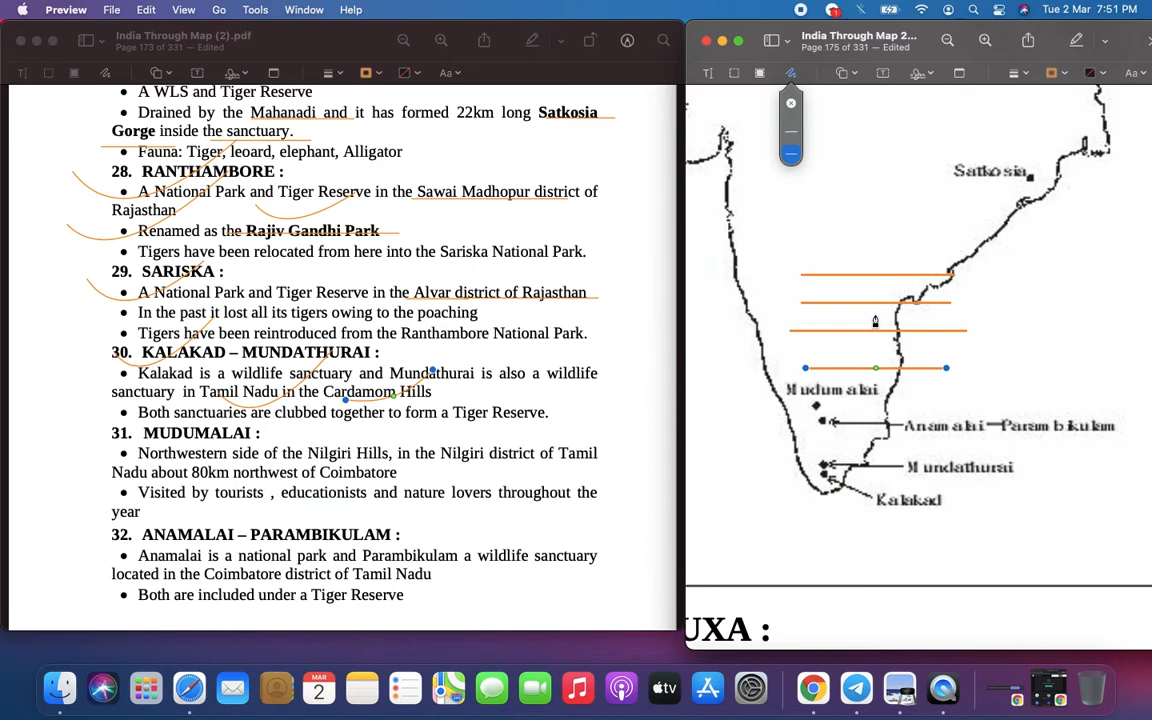 Preview File Edit View Go Tools Window Help
Tue 2 Mar 7:51 PM
India Through Map (2).pdf
Page 173 of 331 — Edited
India Through Map 2...
Page 175 of 331 — Edited
Aa
Aa
• A WLS and Tiger Reserve
• Drained by the Mahanadi and it has formed 22km long Satkosia
Gorge inside the sanctuary.
• Fauna: Tiger, leoard, elephant, Alligator
28. RANTHAMBORE :
• A National Park and Tiger Reserve in the Sawai Madhopur district of
Rajasthan
• Renamed as the Rajiv Gandhi Park
• Tigers have been relocated from here into the Sariska National Park.
29. SARISKA :
• A National Park and Tiger Reserve in the Alvar district of Rajasthan
• In the past it lost all its tigers owing to the poaching
• Tigers have been reintroduced from the Ranthambore National Park.
30. KALAKAD – MUNDATHURAI :
• Kalakad is a wildlife sanctuary and Mundathurai is also a wildlife
sanctuary in Tamil Nadu in the Cardamom Hills
• Both sanctuaries are clubbed together to form a Tiger Reserve.
31. MUDUMALAI :
• Northwestern side of the Nilgiri Hills, in the Nilgiri district of Tamil
Nadu about 80km northwest of Coimbatore
• Visited by tourists , educationists and nature lovers throughout the
year
32. ANAMALAI – PARAMBIKULAM :
• Anamalai is a national park and Parambikulam a wildlife sanctuary
located in the Coimbatore district of Tamil Nadu
• Both are included under a Tiger Reserve
Satkosia
Mudumalai
Anamalai—Parambikulam
Mundathurai
Kalakad
UXA :
MAR
2
tv